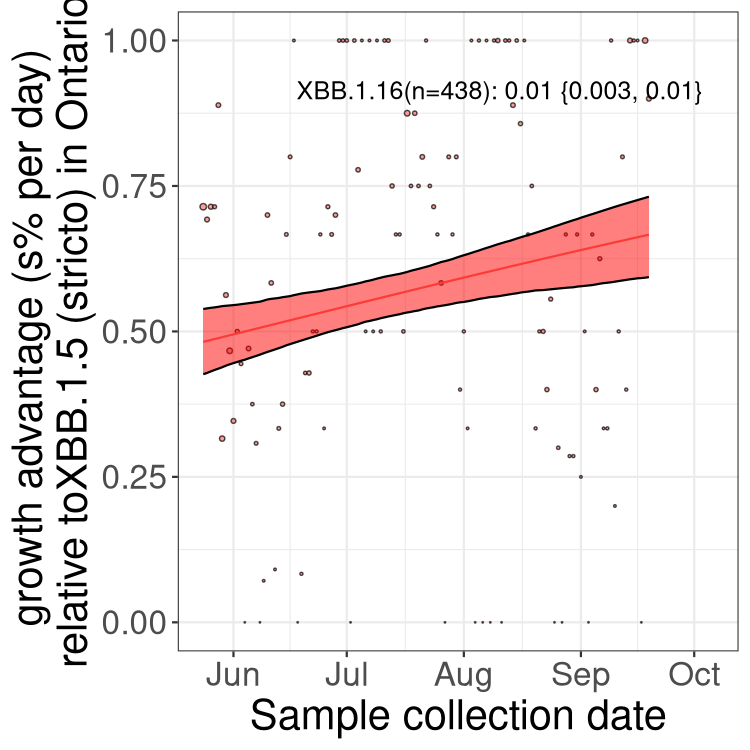 growth advantage (s% per day)
relative toXBB.1.5 (stricto) in Ontario
1.00
0.75
0.50
0.25
0.00
XBB.1.16(n=438): 0.01 {0.003, 0.01}
Jun Jul Aug Sep Oct
Sample collection date